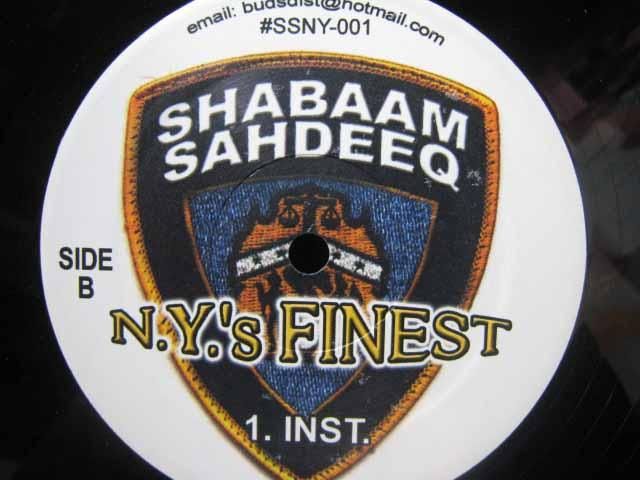 email: budsdist@hotmail.com
#SSNY-001
SHABAAM
SAHDEEQ
SIDE
B
N.Y.'s FINEST
1. INST.